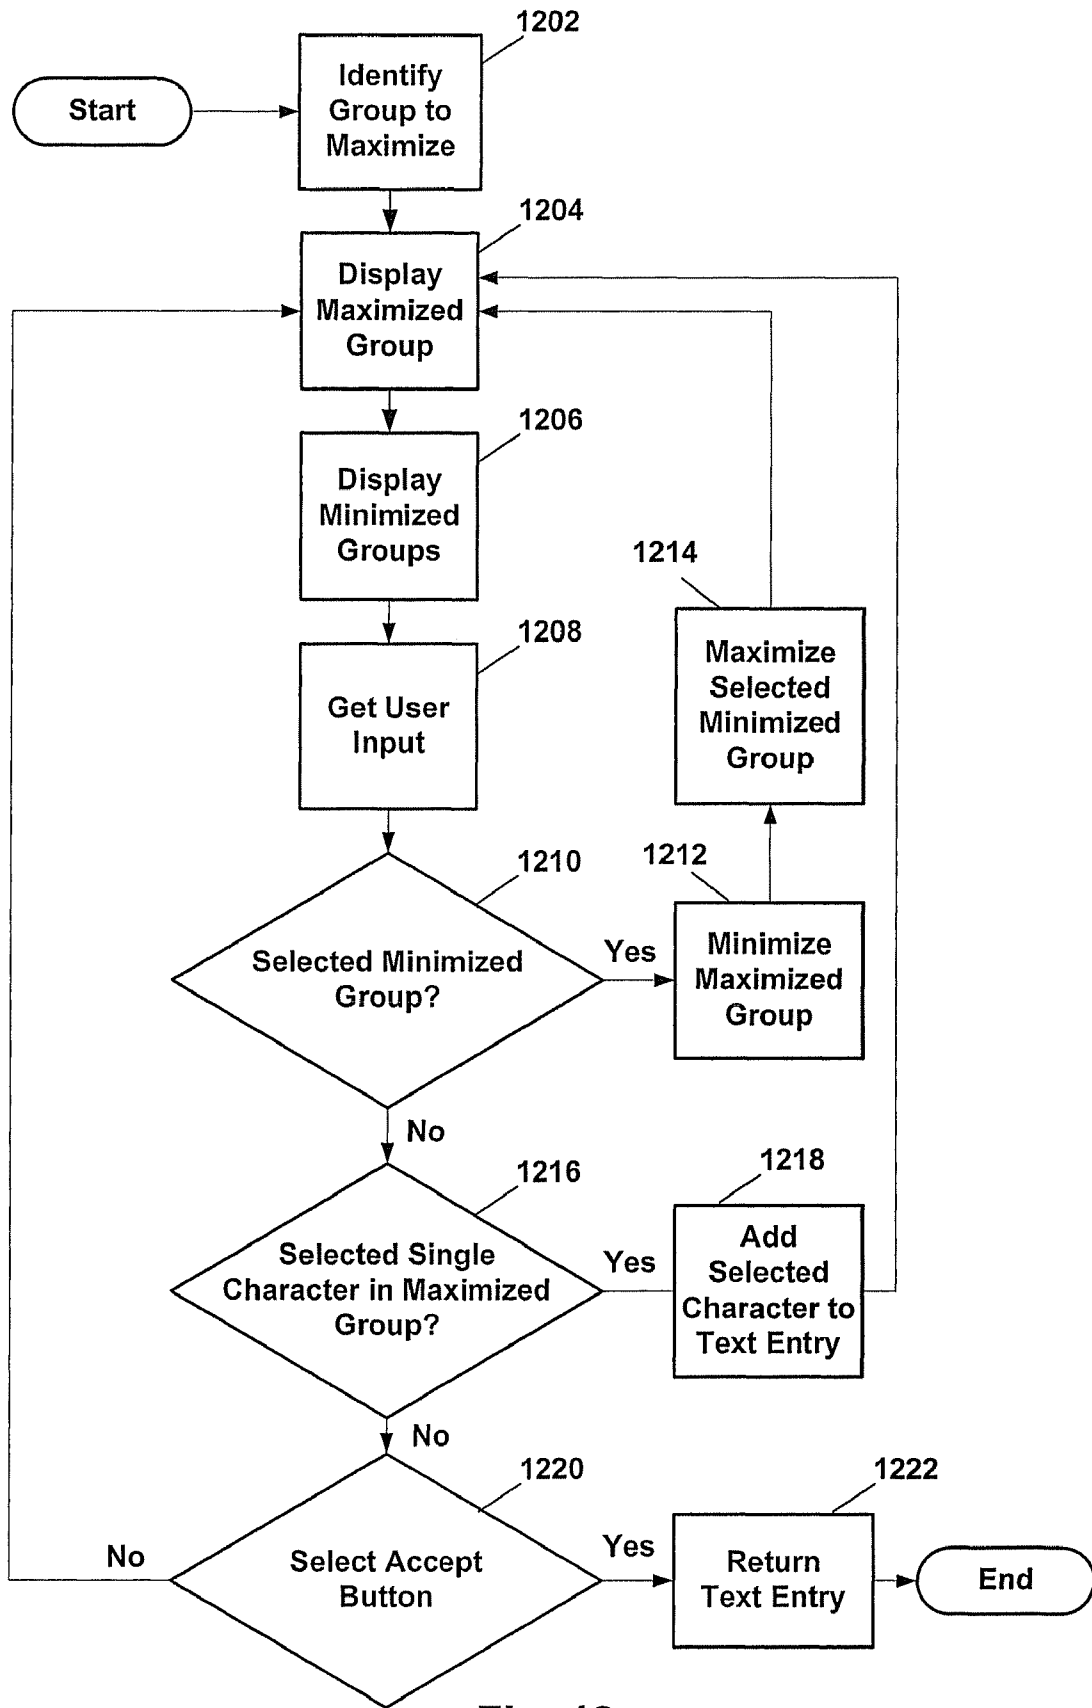 1202
Identify
Group to
Maximize
Start
1204
Display
Maximized
Group
1206
Display
Minimized
Groups
1208
Get User
Input
1214
Maximize
Selected
Minimized
Group
1210
Selected Minimized
Group?
Yes
1212
Minimize
Maximized
Group
No
1216
Selected Single
Character in Maximized
Group?
Yes
1218
Add
Selected
Character to
Text Entry
No
1220
Select Accept
Button
No
Yes
1222
Return
Text Entry
End